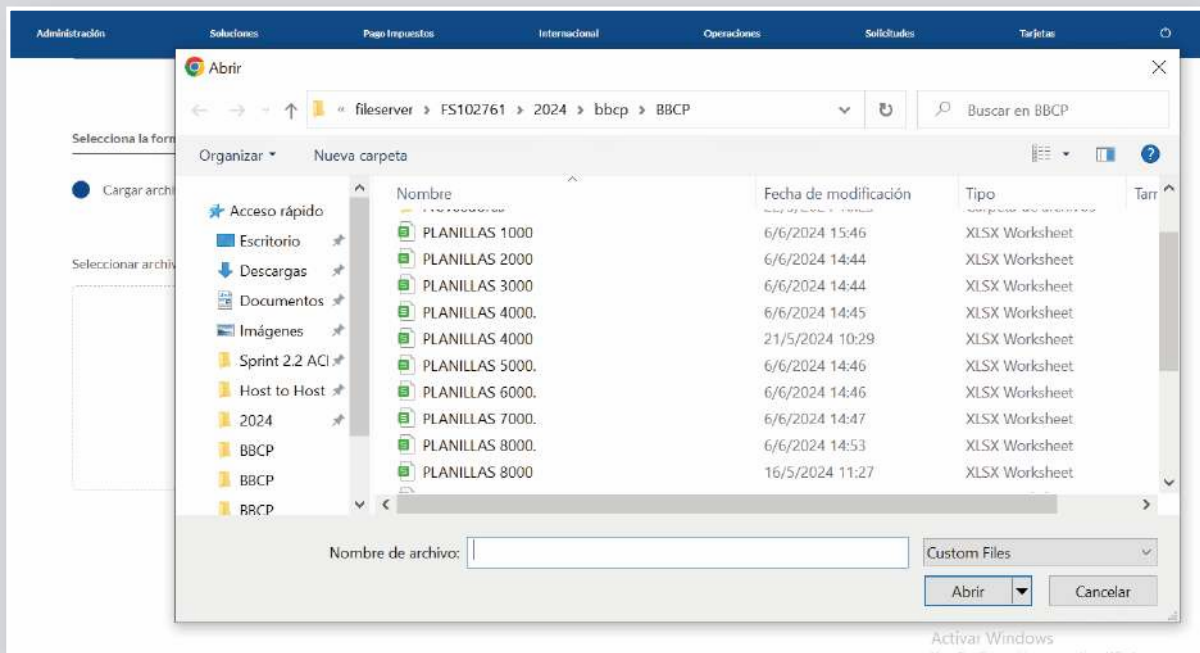 Administración Soluciones Pago Impuestos Internacional Operaciones Solicitudes Tarjetas
Abrir
« fileserver > FS102761 > 2024 > bbcp > BBCP
Buscar en BBCP
Selecciona la form
Organizar Nueva carpeta
Cargar archi
Nombre Fecha de modificación Tipo Tam
Acceso rápido
Escritorio
Descargas
Documentos
Imágenes
Sprint 2.2 ACI
Host to Host
2024
BBCP
BBCP
BBCP
PLANILLAS 1000 6/6/2024 15:46 XLSX Worksheet
PLANILLAS 2000 6/6/2024 14:44 XLSX Worksheet
PLANILLAS 3000 6/6/2024 14:44 XLSX Worksheet
PLANILLAS 4000. 6/6/2024 14:45 XLSX Worksheet
PLANILLAS 4000 21/5/2024 10:29 XLSX Worksheet
PLANILLAS 5000. 6/6/2024 14:46 XLSX Worksheet
PLANILLAS 6000. 6/6/2024 14:46 XLSX Worksheet
PLANILLAS 7000. 6/6/2024 14:47 XLSX Worksheet
PLANILLAS 8000. 6/6/2024 14:53 XLSX Worksheet
PLANILLAS 8000 16/5/2024 11:27 XLSX Worksheet
Seleccionar archiv
Nombre de archivo: Custom Files
Abrir Cancelar
Activar Windows